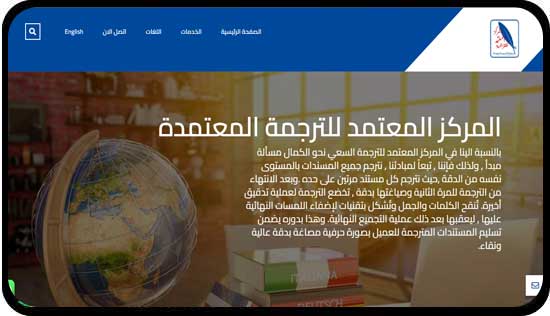 الصفحة الرئيسية
الخدمات
اللغات
اتصل الان
English
المركز المعتمد للترجمة المعتمدة
بالنسبة الينا في المركز المعتمد للترجمة السعي نحو الكمال مسألة
مبدأ , ولذلك فإننا , تبعاً لمبادئنا , نترجم جميع المستندات بالمستوى
نفسه من الدقة حيث نترجم كل مستند مرتين على حده .وبعد الانتهاء
من الترجمة للمرة الثانية وصياغتها بدقة , تخضع الترجمة لعملية تدقيق
أخيرة. تُنقح الكلمات والجمل وتُشكل بتقنيات لإضفاء اللمسات النهائية
عليها , ليعقبها بعد ذلك عملية التجميع النهائية. وهذا بدوره يضمن
تسليم المستندات المترجمة للعميل بصورة حرفية مصاغة بدقة عالية
ونقاء.
ITALIANA
DEUTSCH